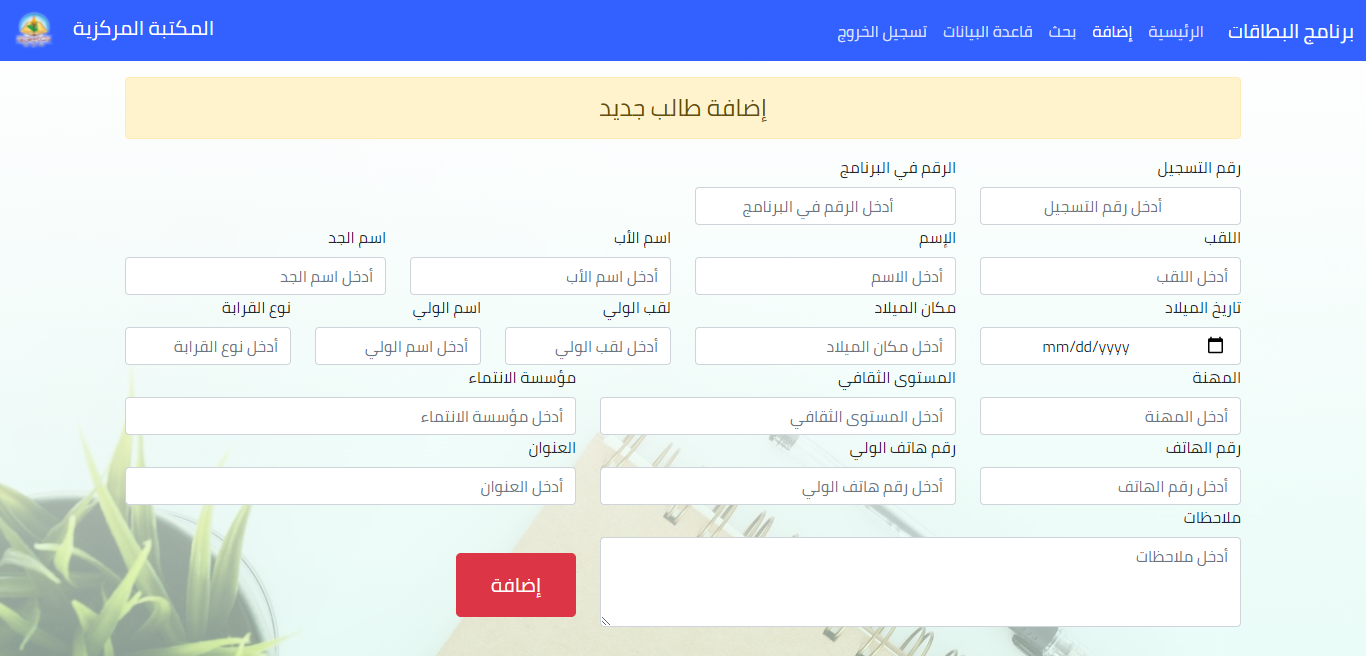 برنامج البطاقات الرئيسية إضافة بحث قاعدة البيانات تسجيل الخروج المكتبة المركزية
إضافة طالب جديد
رقم التسجيل الرقم في البرنامج
أدخل رقم التسجيل أدخل الرقم في البرنامج
اللقب الإسم اسم الأب اسم الجد
أدخل اللقب أدخل الاسم أدخل اسم الأب أدخل اسم الجد
تاريخ الميلاد مكان الميلاد لقب الولي اسم الولي نوع القرابة
mm/dd/yyyy أدخل مكان الميلاد أدخل لقب الولي أدخل اسم الولي أدخل نوع القرابة
المهنة المستوى الثقافي مؤسسة الانتماء
أدخل المهنة أدخل المستوى الثقافي أدخل مؤسسة الانتماء
رقم الهاتف رقم هاتف الولي العنوان
أدخل رقم الهاتف أدخل رقم هاتف الولي أدخل العنوان
ملاحظات
أدخل ملاحظات
إضافة